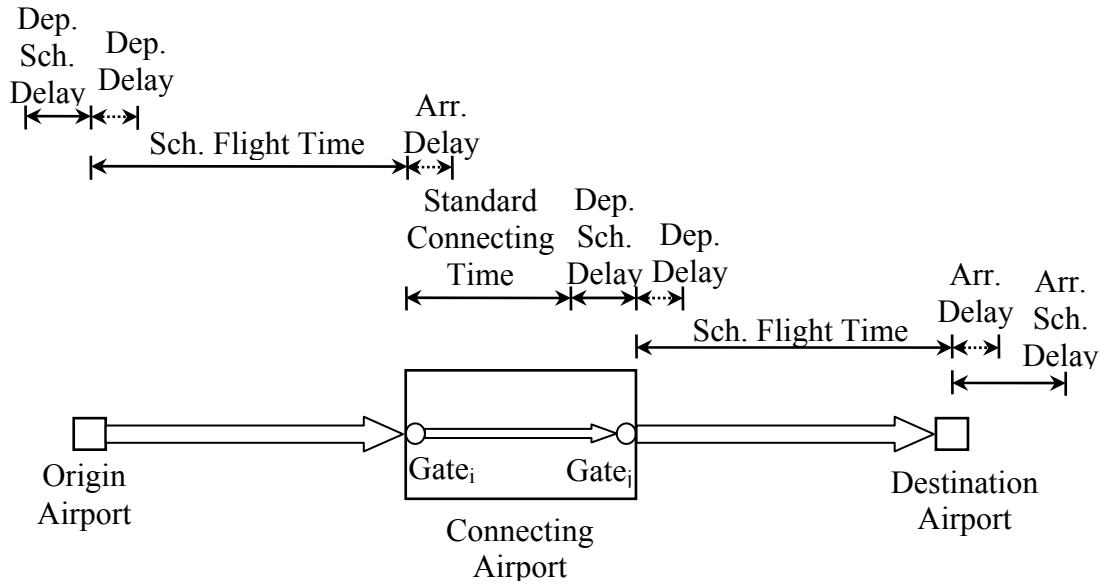 Dep.
Sch.
Delay
Dep.
Delay
Sch. Flight Time
Arr.
Delay
Standard
Connecting
Time
Dep.
Sch.
Delay
Dep.
Delay
Sch. Flight Time
Arr.
Delay
Arr.
Sch.
Delay
Origin
Airport
Gateᵢ
Gateⱼ
Connecting
Airport
Destination
Airport